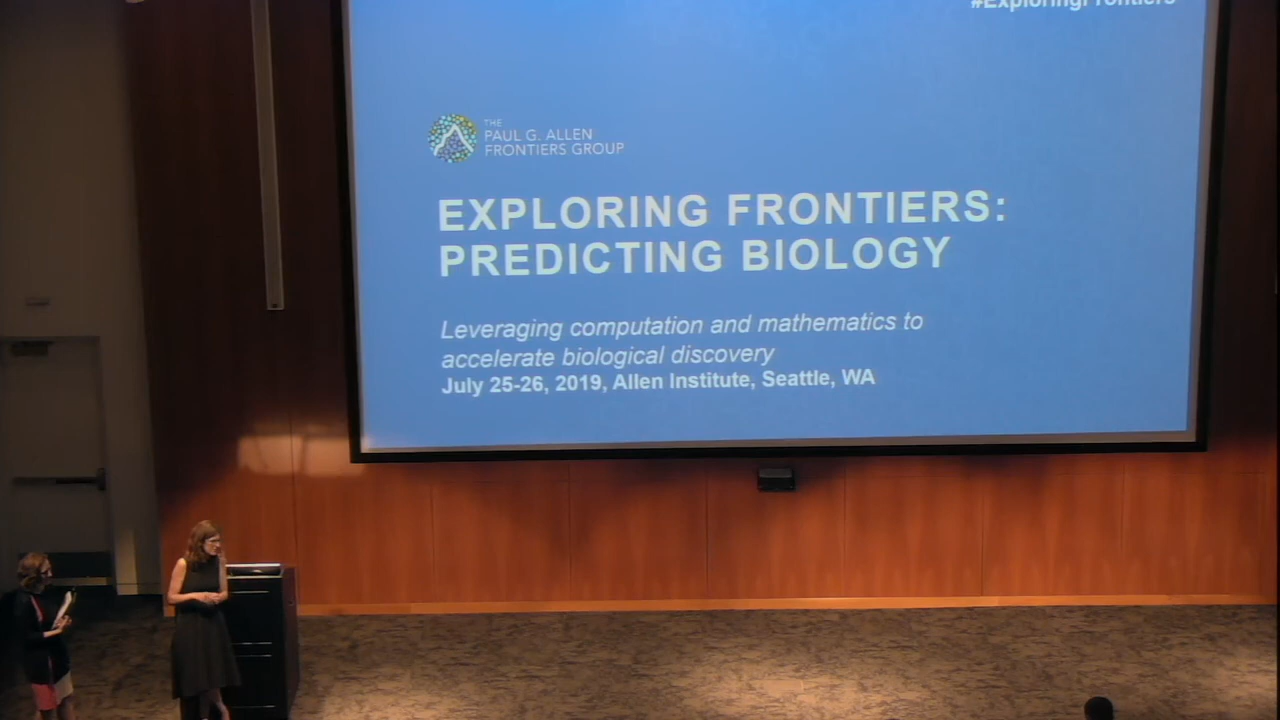 #ExploringFrontiers
THE
PAUL G. ALLEN
FRONTIERS GROUP
EXPLORING FRONTIERS:
PREDICTING BIOLOGY
Leveraging computation and mathematics to
accelerate biological discovery
July 25-26, 2019, Allen Institute, Seattle, WA